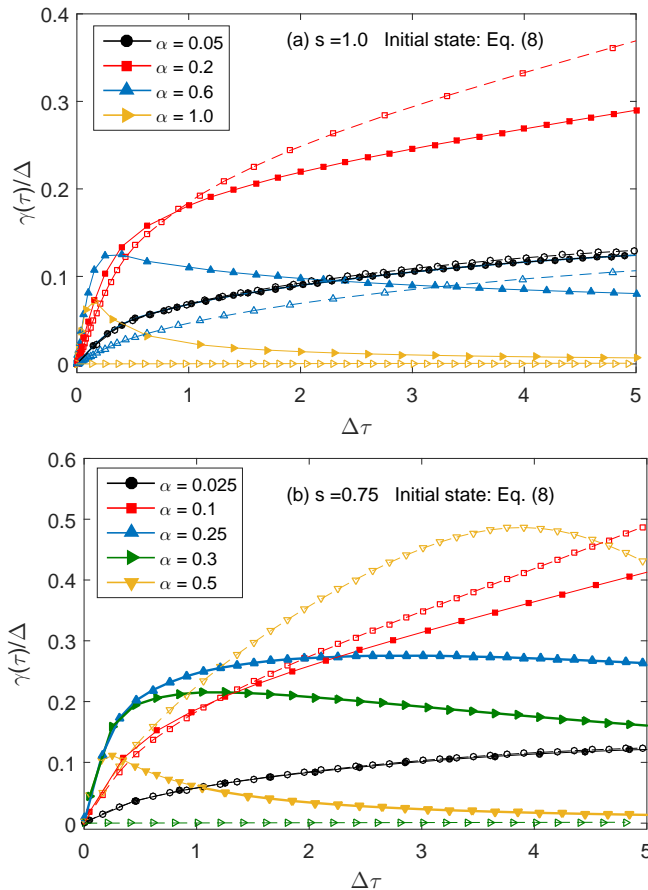 (a) s =1.0 Initial state: Eq. (8)
α = 0.05
α = 0.2
α = 0.6
α = 1.0
γ(τ)/Δ
0.4
0.3
0.2
0.1
0
0 1 2 3 4 5
Δτ
(b) s =0.75 Initial state: Eq. (8)
α = 0.025
α = 0.1
α = 0.25
α = 0.3
α = 0.5
γ(τ)/Δ
0.6
0.5
0.4
0.3
0.2
0.1
0
0 1 2 3 4 5
Δτ